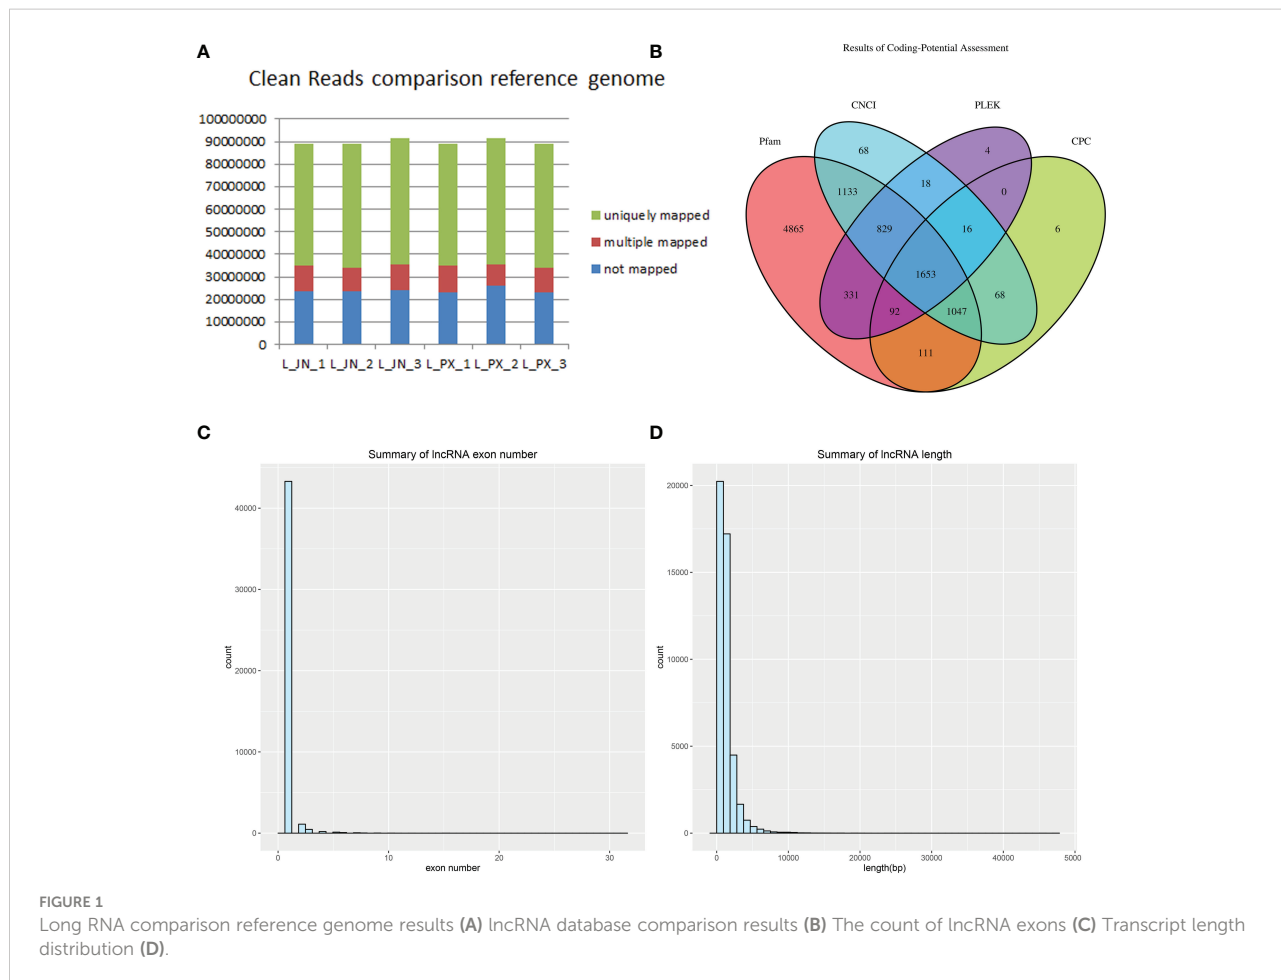 A
Clean Reads comparison reference genome
100000000
90000000
80000000
70000000
60000000
50000000
40000000
30000000
20000000
10000000
0
L_JN_1 L_JN_2 L_JN_3 L_PX_1 L_PX_2 L_PX_3
uniquely mapped
multiple mapped
not mapped
B
Results of Coding-Potential Assessment
CNCI
PLEK
Pfam
CPC
68
4
1133
18
0
4865
829
16
6
1653
331
68
92
1047
111
C
Summary of lncRNA exon number
40000
30000
20000
10000
0
count
0 10 20 30
exon number
D
Summary of lncRNA length
20000
15000
10000
5000
0
count
0 10000 20000 30000 40000 5000
length(bp)
FIGURE 1
Long RNA comparison reference genome results (A) lncRNA database comparison results (B) The count of lncRNA exons (C) Transcript length
distribution (D).